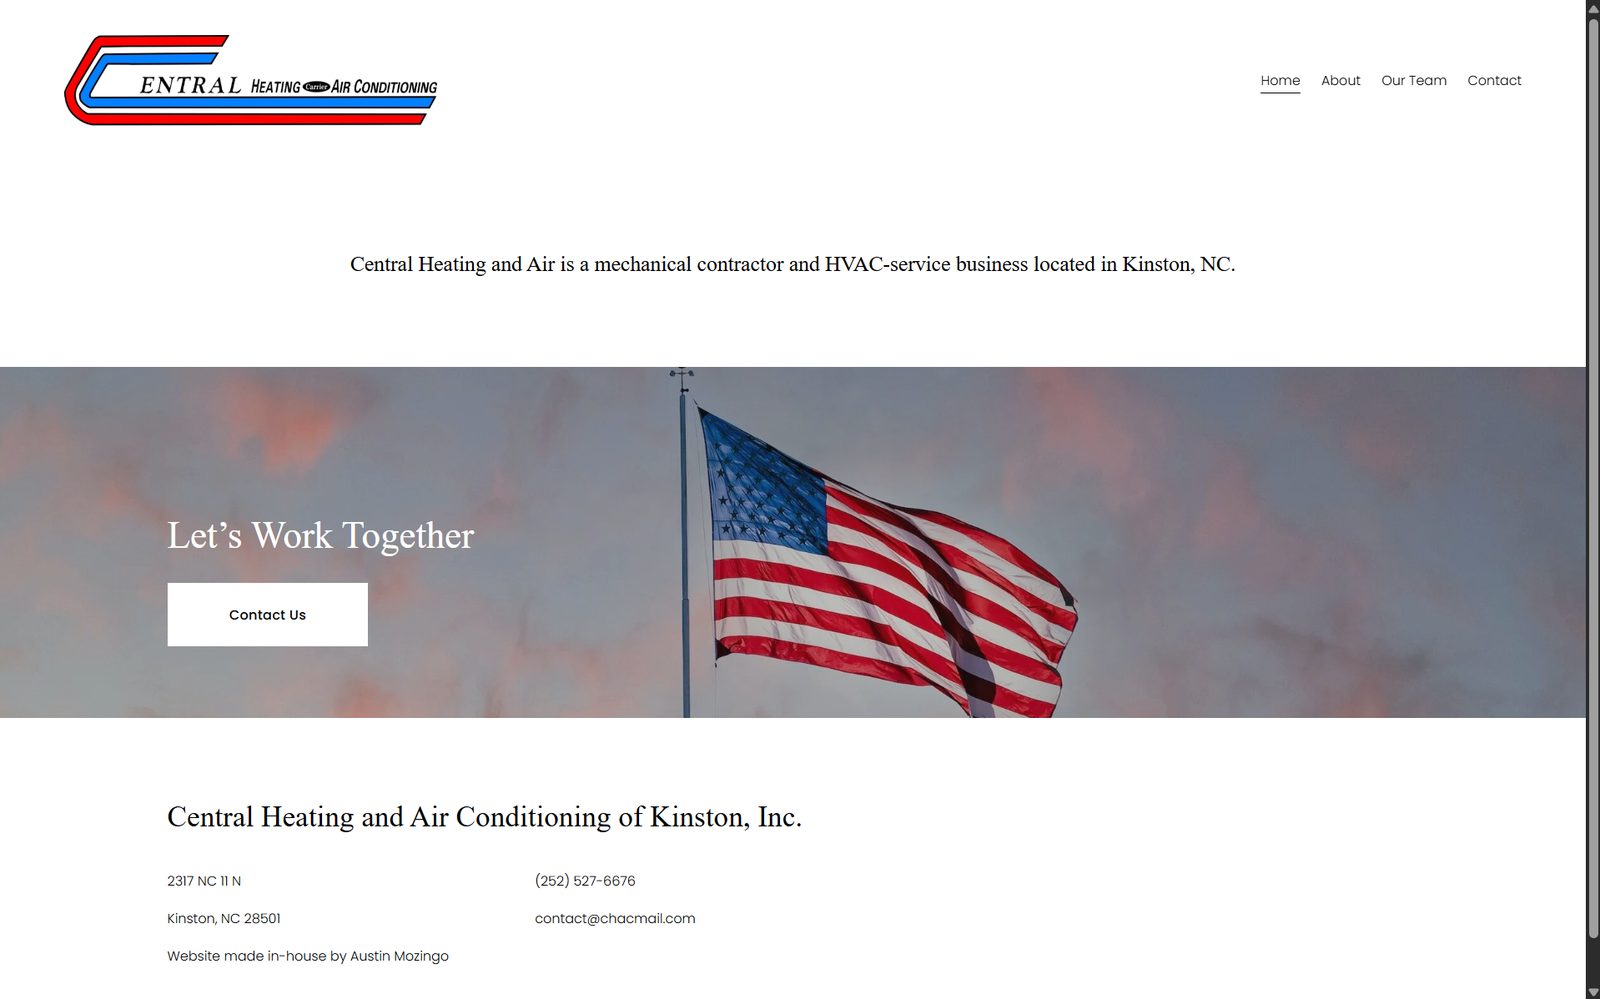 ENTRAL HEATING Carrier AIR CONDITIONING
Home About Our Team Contact
Central Heating and Air is a mechanical contractor and HVAC-service business located in Kinston, NC.
Let’s Work Together
Contact Us
Central Heating and Air Conditioning of Kinston, Inc.
2317 NC 11 N
Kinston, NC 28501
Website made in-house by Austin Mozingo
(252) 527-6676
contact@chacmail.com